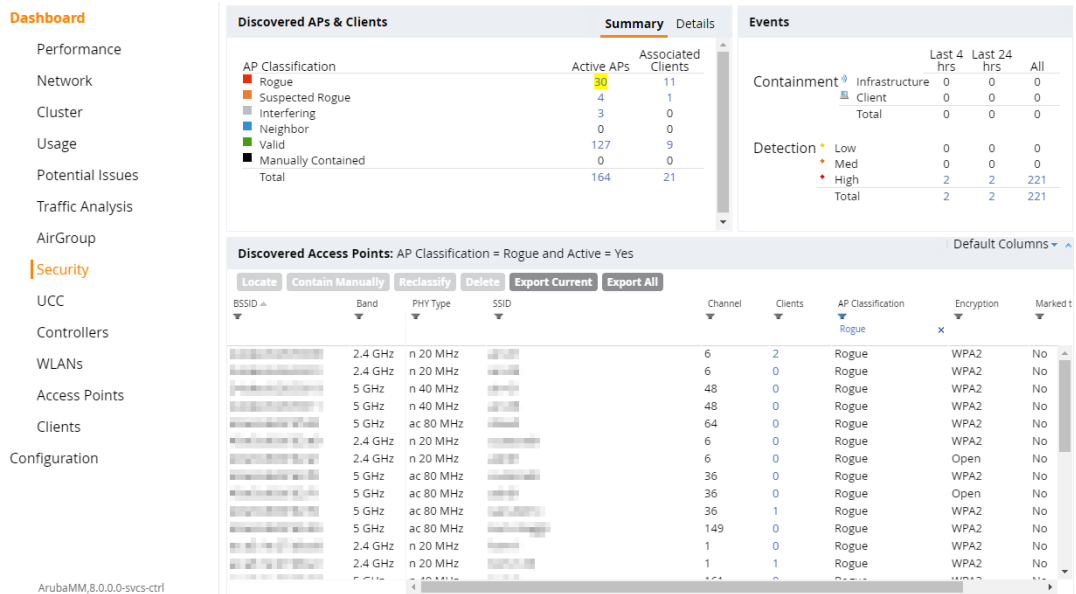 Dashboard
Performance
Network
Cluster
Usage
Potential Issues
Traffic Analysis
AirGroup
Security
UCC
Controllers
WLANs
Access Points
Clients
Configuration
ArubaMM,8.0.0.0-svcs-ctrl
Discovered APs & Clients Summary Details
AP Classification Active APs Associated Clients
Rogue 30 11
Suspected Rogue 4 1
Interfering 3 0
Neighbor 0 0
Valid 127 9
Manually Contained 0 0
Total 164 21
Events
Last 4 hrs Last 24 hrs All
Containment Infrastructure 0 0 0
Client 0 0 0
Total 0 0 0
Detection Low 0 0 0
Med 0 0 0
High 2 2 221
Total 2 2 221
Discovered Access Points: AP Classification = Rogue and Active = Yes Default Columns
Locate Contain Manually Reclassify Delete Export Current Export All
BSSID Band PHY Type SSID Channel Clients AP Classification Encryption Marked t
Rogue ×
2.4 GHz n 20 MHz 6 2 Rogue WPA2 No
2.4 GHz n 20 MHz 6 0 Rogue WPA2 No
5 GHz n 40 MHz 48 0 Rogue WPA2 No
5 GHz n 40 MHz 48 0 Rogue WPA2 No
5 GHz ac 80 MHz 64 0 Rogue WPA2 No
2.4 GHz n 20 MHz 6 0 Rogue WPA2 No
2.4 GHz n 20 MHz 6 0 Rogue Open No
5 GHz ac 80 MHz 36 0 Rogue WPA2 No
5 GHz ac 80 MHz 36 0 Rogue Open No
5 GHz ac 80 MHz 36 1 Rogue WPA2 No
5 GHz ac 80 MHz 149 0 Rogue WPA2 No
2.4 GHz n 20 MHz 1 0 Rogue WPA2 No
2.4 GHz n 20 MHz 1 1 Rogue WPA2 No